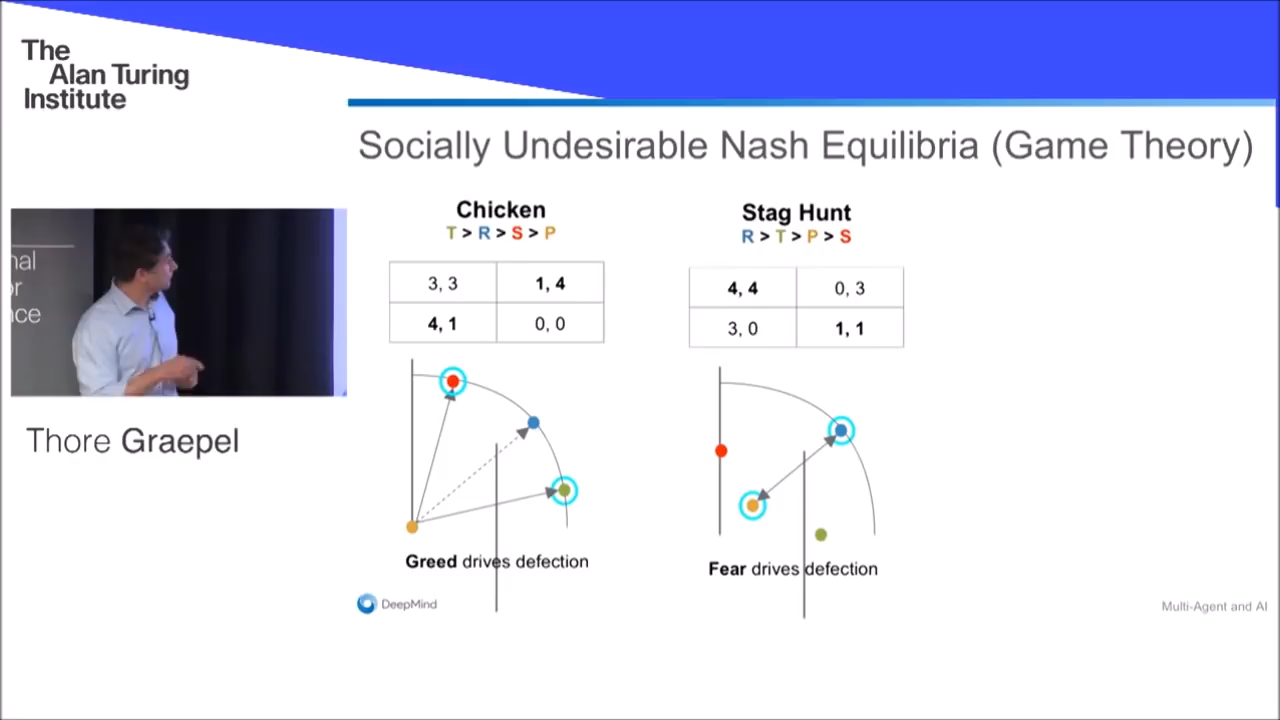 The
Alan Turing
Institute
Socially Undesirable Nash Equilibria (Game Theory)
Chicken
T > R > S > P
3, 3 1, 4
4, 1 0, 0
Greed drives defection
Stag Hunt
R > T > P > S
4, 4 0, 3
3, 0 1, 1
Fear drives defection
Thore Graepel
DeepMind
Multi-Agent and AI